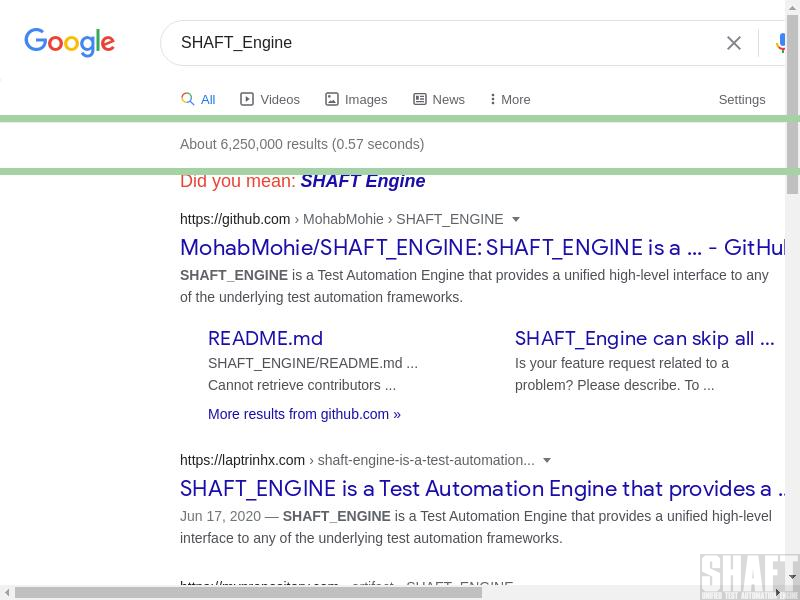 Google
SHAFT_Engine
All Videos Images News More Settings
About 6,250,000 results (0.57 seconds)
Did you mean: SHAFT Engine
https://github.com › MohabMohie › SHAFT_ENGINE
MohabMohie/SHAFT_ENGINE: SHAFT_ENGINE is a ... - GitHu
SHAFT_ENGINE is a Test Automation Engine that provides a unified high-level interface to any
of the underlying test automation frameworks.
README.md
SHAFT_ENGINE/README.md ...
Cannot retrieve contributors ...
SHAFT_Engine can skip all ...
Is your feature request related to a
problem? Please describe. To ...
More results from github.com »
https://laptrinhx.com › shaft-engine-is-a-test-automation...
SHAFT_ENGINE is a Test Automation Engine that provides a ..
Jun 17, 2020 — SHAFT_ENGINE is a Test Automation Engine that provides a unified high-level
interface to any of the underlying test automation frameworks.
SHAFT